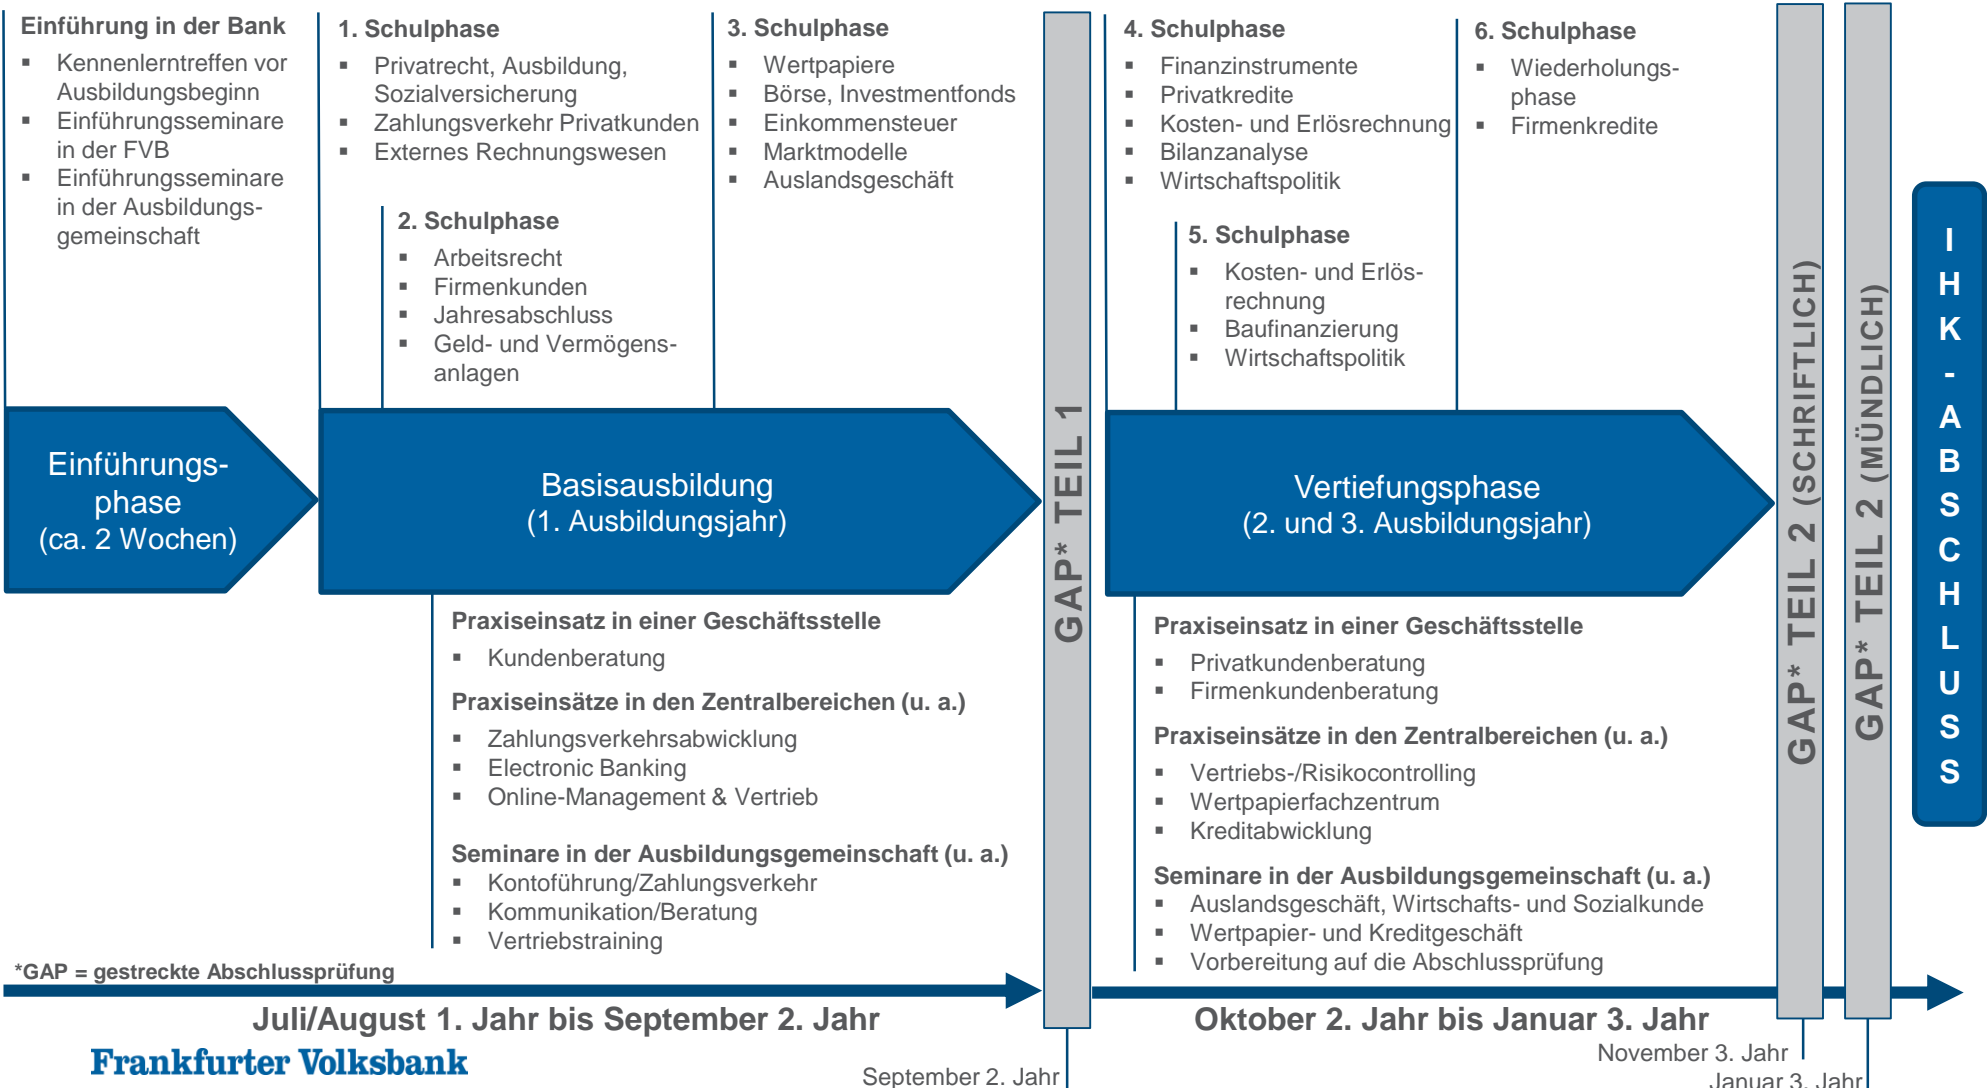 Einführung in der Bank
▪ Kennenlerntreffen vor
Ausbildungsbeginn
▪ Einführungsseminare
in der FVB
▪ Einführungsseminare
in der Ausbildungs-
gemeinschaft
1. Schulphase
▪ Privatrecht, Ausbildung,
Sozialversicherung
▪ Zahlungsverkehr Privatkunden
▪ Externes Rechnungswesen
2. Schulphase
▪ Arbeitsrecht
▪ Firmenkunden
▪ Jahresabschluss
▪ Geld- und Vermögens-
anlagen
3. Schulphase
▪ Wertpapiere
▪ Börse, Investmentfonds
▪ Einkommensteuer
▪ Marktmodelle
▪ Auslandsgeschäft
4. Schulphase
▪ Finanzinstrumente
▪ Privatkredite
▪ Kosten- und Erlösrechnung
▪ Bilanzanalyse
▪ Wirtschaftspolitik
5. Schulphase
▪ Kosten- und Erlös-
rechnung
▪ Baufinanzierung
▪ Wirtschaftspolitik
6. Schulphase
▪ Wiederholungs-
phase
▪ Firmenkredite
Einführungs-
phase
(ca. 2 Wochen)
Basisausbildung
(1. Ausbildungsjahr)
GAP* TEIL 1
Vertiefungsphase
(2. und 3. Ausbildungsjahr)
GAP* TEIL 2 (SCHRIFTLICH)
GAP* TEIL 2 (MÜNDLICH)
IHK-ABSCHLUSS
Praxiseinsatz in einer Geschäftsstelle
▪ Kundenberatung
Praxiseinsätze in den Zentralbereichen (u. a.)
▪ Zahlungsverkehrsabwicklung
▪ Electronic Banking
▪ Online-Management & Vertrieb
Seminare in der Ausbildungsgemeinschaft (u. a.)
▪ Kontoführung/Zahlungsverkehr
▪ Kommunikation/Beratung
▪ Vertriebstraining
Praxiseinsatz in einer Geschäftsstelle
▪ Privatkundenberatung
▪ Firmenkundenberatung
Praxiseinsätze in den Zentralbereichen (u. a.)
▪ Vertriebs-/Risikocontrolling
▪ Wertpapierfachzentrum
▪ Kreditabwicklung
Seminare in der Ausbildungsgemeinschaft (u. a.)
▪ Auslandsgeschäft, Wirtschafts- und Sozialkunde
▪ Wertpapier- und Kreditgeschäft
▪ Vorbereitung auf die Abschlussprüfung
*GAP = gestreckte Abschlussprüfung
Juli/August 1. Jahr bis September 2. Jahr
Oktober 2. Jahr bis Januar 3. Jahr
Frankfurter Volksbank
September 2. Jahr
November 3. Jahr
Januar 3. Jahr